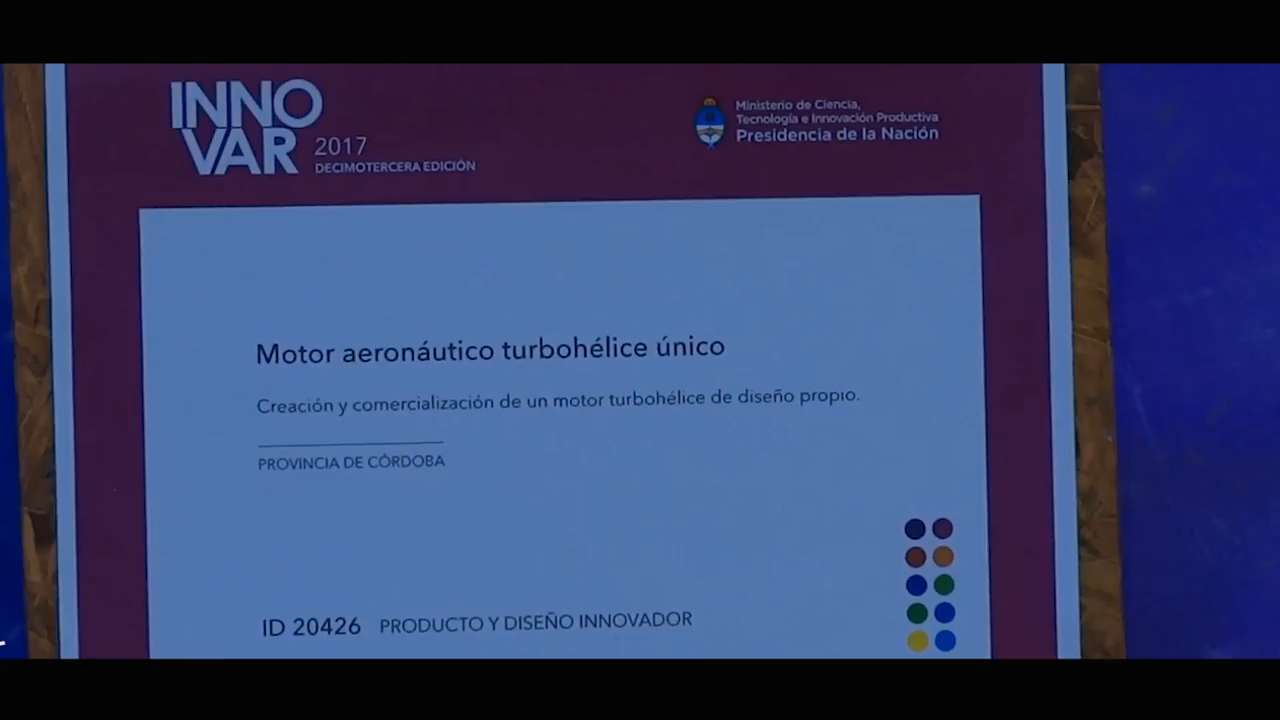 INNO
VAR 2017
DECIMOTERCERA EDICIÓN
Ministerio de Ciencia,
Tecnología e Innovación Productiva
Presidencia de la Nación
Motor aeronáutico turbohélice único
Creación y comercialización de un motor turbohélice de diseño propio.
PROVINCIA DE CÓRDOBA
ID 20426 PRODUCTO Y DISEÑO INNOVADOR